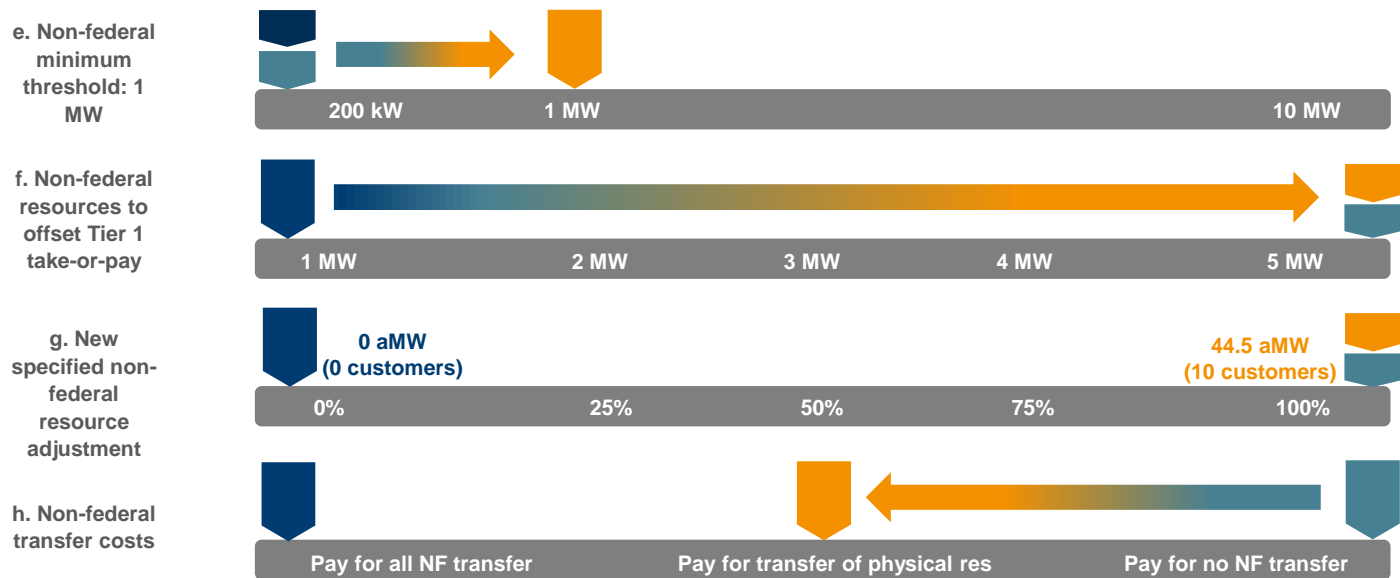 e. Non-federal
minimum
threshold: 1
MW
200 kW 1 MW 10 MW
f. Non-federal
resources to
offset Tier 1
take-or-pay
1 MW 2 MW 3 MW 4 MW 5 MW
g. New
specified non-
federal
resource
adjustment
0 aMW
(0 customers)
44.5 aMW
(10 customers)
0% 25% 50% 75% 100%
h. Non-federal
transfer costs
Pay for all NF transfer Pay for transfer of physical res Pay for no NF transfer